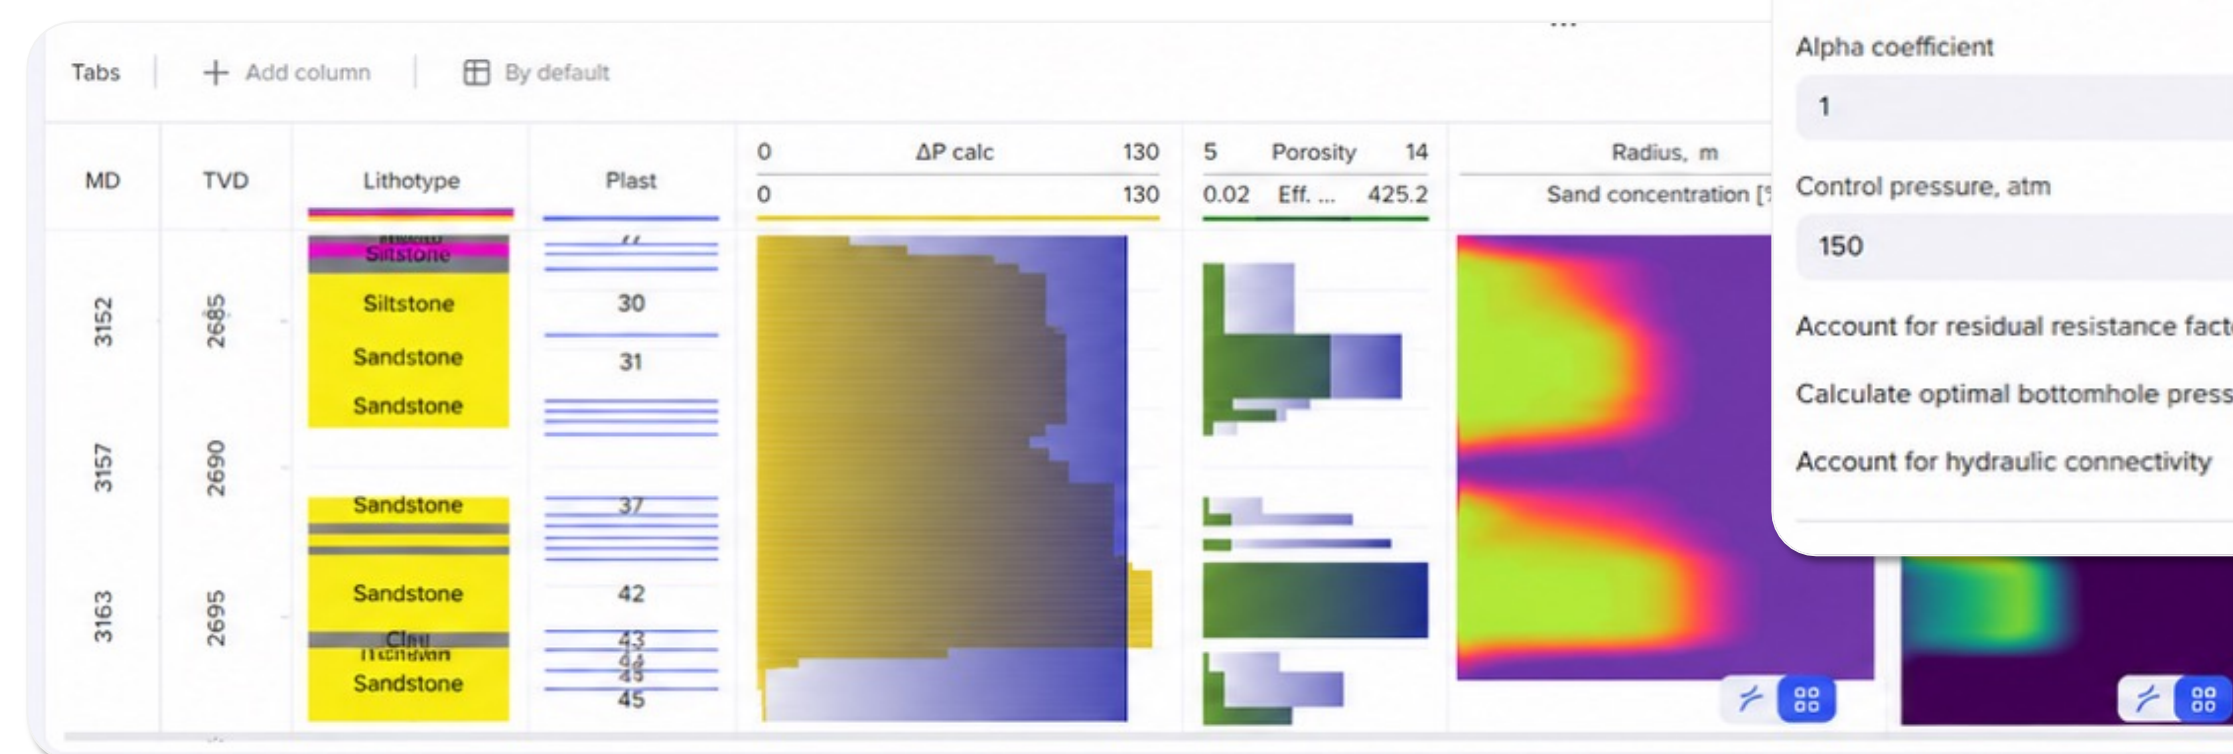 Tabs
Add column
By default
MD
TVD
Lithotype
Plast
0 ΔP calc 130
0 130
5 Porosity 14
0.02 Eff. ... 425.2
Radius, m
Sand concentration
3152
3157
3163
2685
2690
2695
Siltstone
Siltstone
Sandstone
Sandstone
Sandstone
Sandstone
Clay
Sandstone
77
30
31
37
42
43
44
45
Alpha coefficient
1
Control pressure, atm
150
Account for residual resistance
Calculate optimal bottomhole
Account for hydraulic connectivity